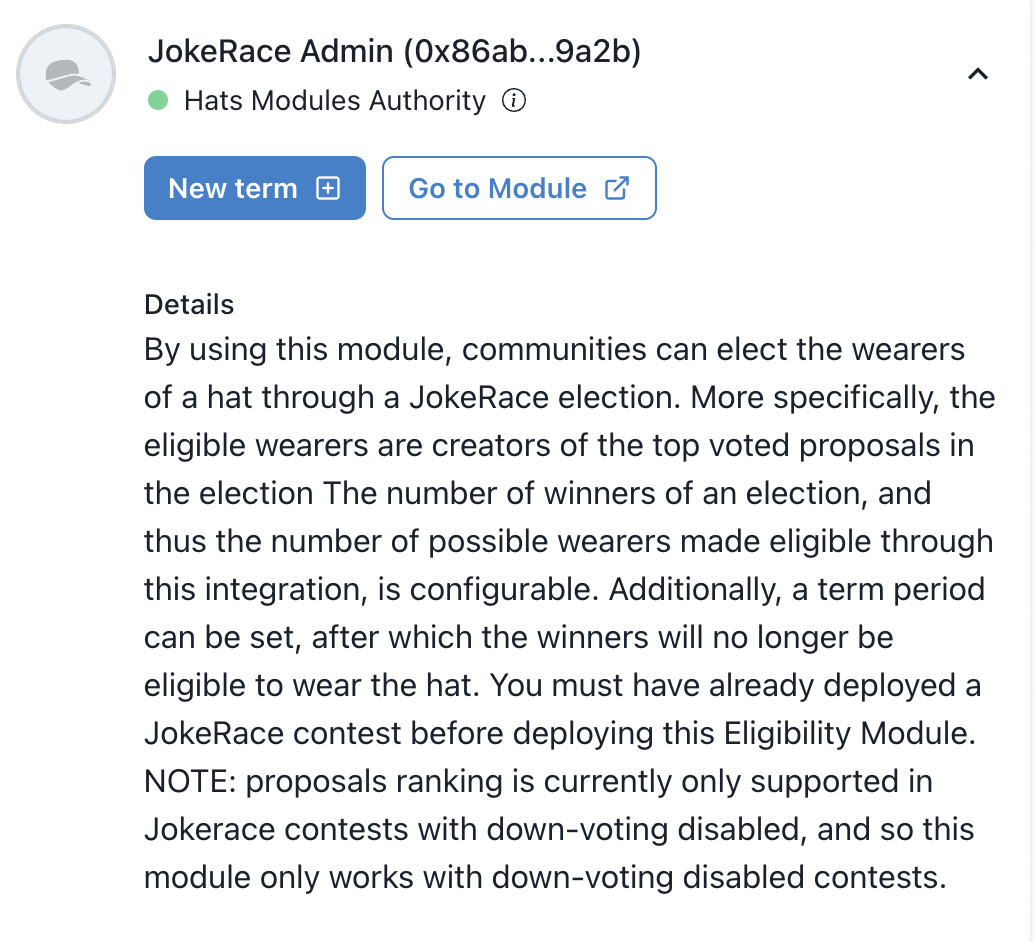 JokeRace Admin (0x86ab...9a2b)
Hats Modules Authority
New term
Go to Module
Details
By using this module, communities can elect the wearers
of a hat through a JokeRace election. More specifically, the
eligible wearers are creators of the top voted proposals in
the election The number of winners of an election, and
thus the number of possible wearers made eligible through
this integration, is configurable. Additionally, a term period
can be set, after which the winners will no longer be
eligible to wear the hat. You must have already deployed a
JokeRace contest before deploying this Eligibility Module.
NOTE: proposals ranking is currently only supported in
Jokerace contests with down-voting disabled, and so this
module only works with down-voting disabled contests.